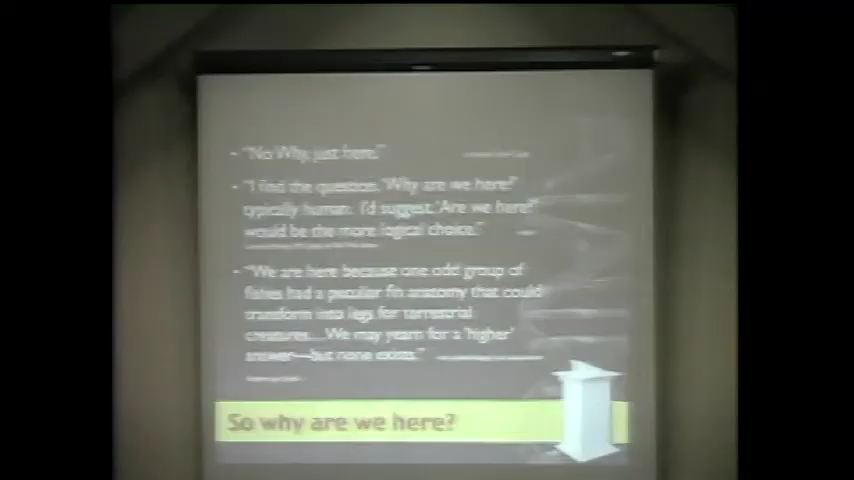 • "No Why, just here."
• "I find the question, 'Why are we here?'
typically human. I'd suggest, 'Are we here?'
would be the more logical choice."
• "We are here because one odd group of
fishes had a peculiar fin anatomy that could
transform into legs for terrestrial
creatures....We may yearn for a 'higher'
answer—but none exists."
So why are we here?